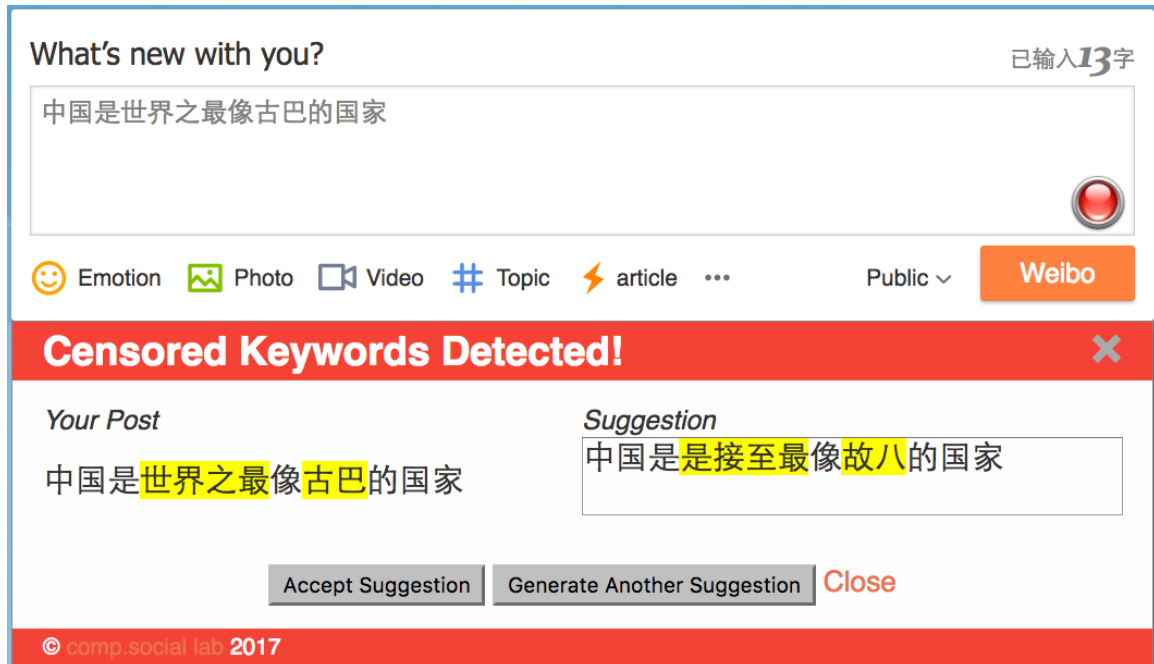 What's new with you?
已输入13字
中国是世界之最像古巴的国家
Emotion Photo Video Topic article ••• Public Weibo
Censored Keywords Detected!
Your Post
中国是世界之最像古巴的国家
Suggestion
中国是是接至最像故八的国家
Accept Suggestion Generate Another Suggestion Close
© comp.social lab 2017